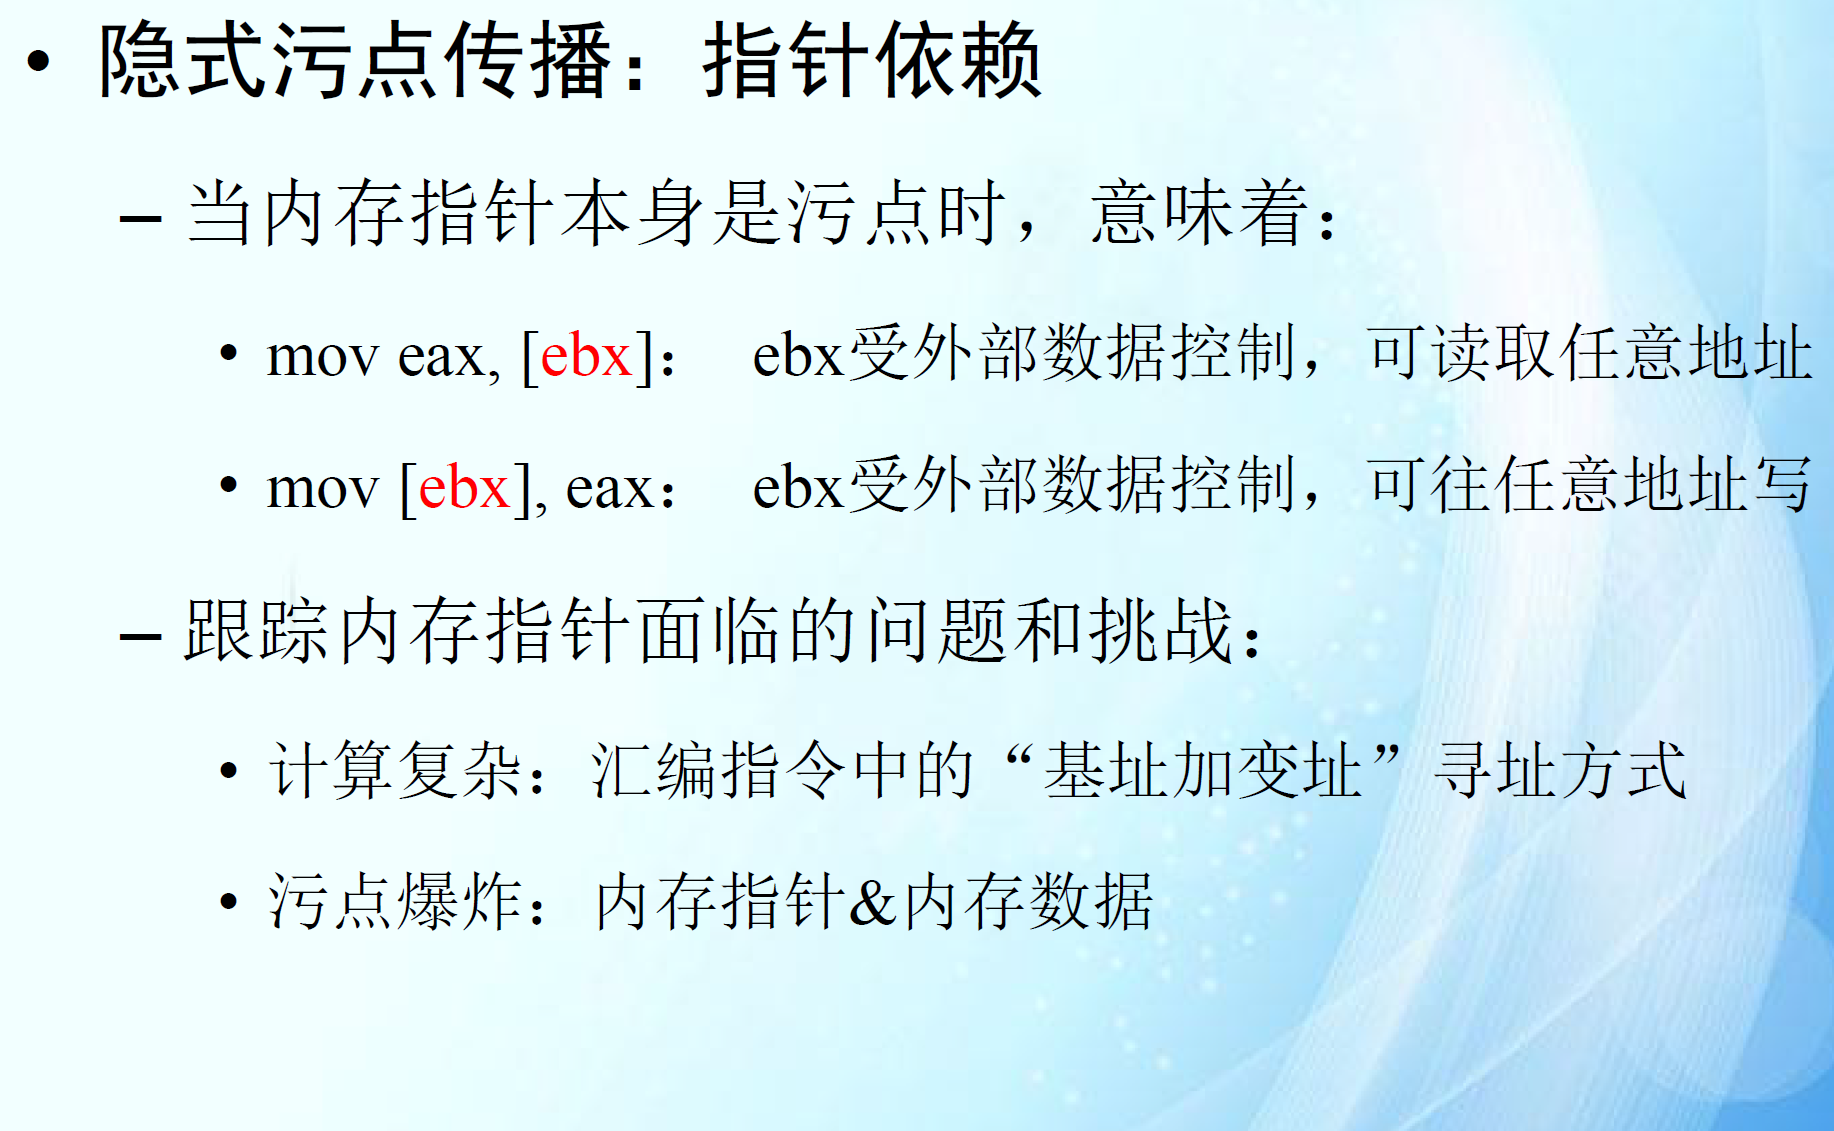 • 隐式污点传播：指针依赖
– 当内存指针本身是污点时，意味着：
• mov eax, [ebx]： ebx受外部数据控制，可读取任意地址
• mov [ebx], eax： ebx受外部数据控制，可往任意地址写
– 跟踪内存指针面临的问题和挑战：
• 计算复杂：汇编指令中的“基址加变址”寻址方式
• 污点爆炸：内存指针&内存数据